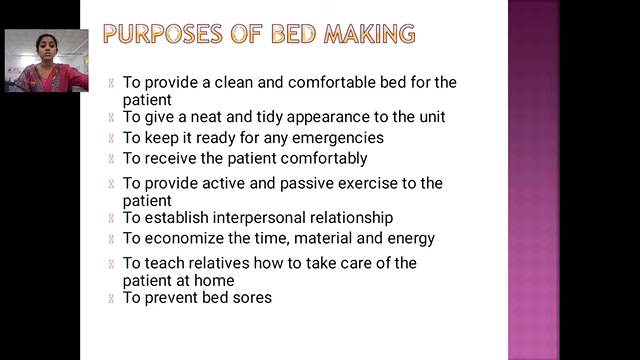 PURPOSES OF BED MAKING
To provide a clean and comfortable bed for the
patient
To give a neat and tidy appearance to the unit
To keep it ready for any emergencies
To receive the patient comfortably
To provide active and passive exercise to the
patient
To establish interpersonal relationship
To economize the time, material and energy
To teach relatives how to take care of the
patient at home
To prevent bed sores